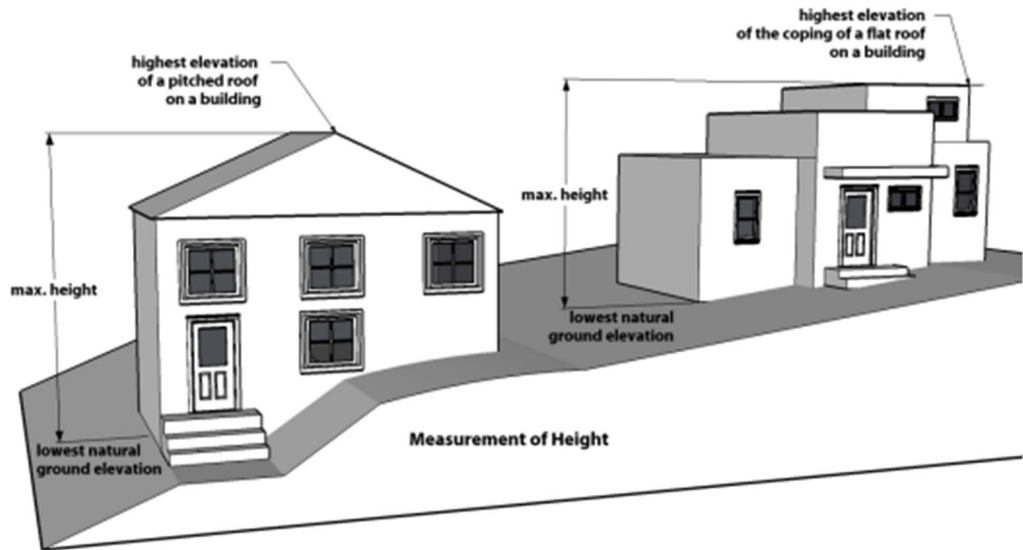 highest elevation
of a pitched roof
on a building
max. height
lowest natural
ground elevation
highest elevation
of the coping of a flat roof
on a building
max. height
lowest natural
ground elevation
Measurement of Height